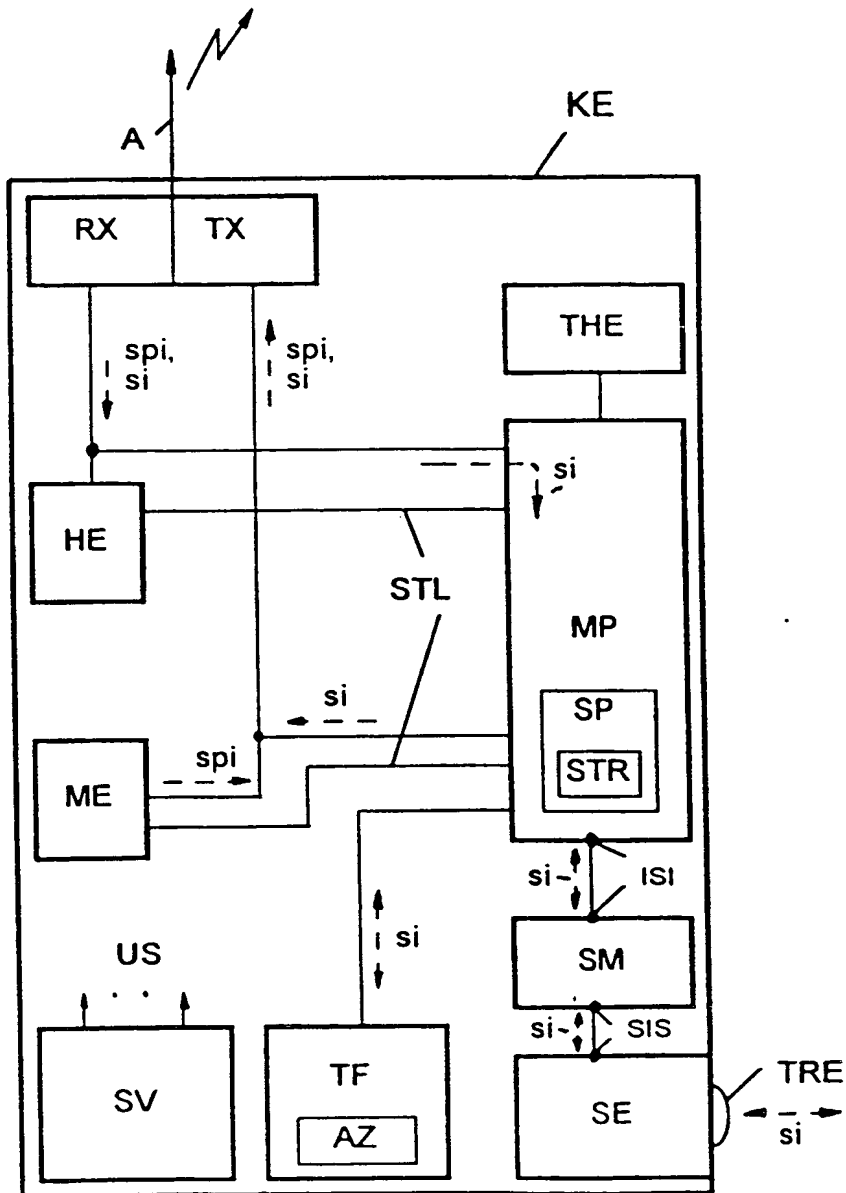 A
KE
RX
TX
THE
spi,
si
spi,
si
si
HE
STL
MP
si
SP
STR
spi
ME
si
ISI
si
US
SM
si
SIS
TF
TRE
SV
AZ
SE
si